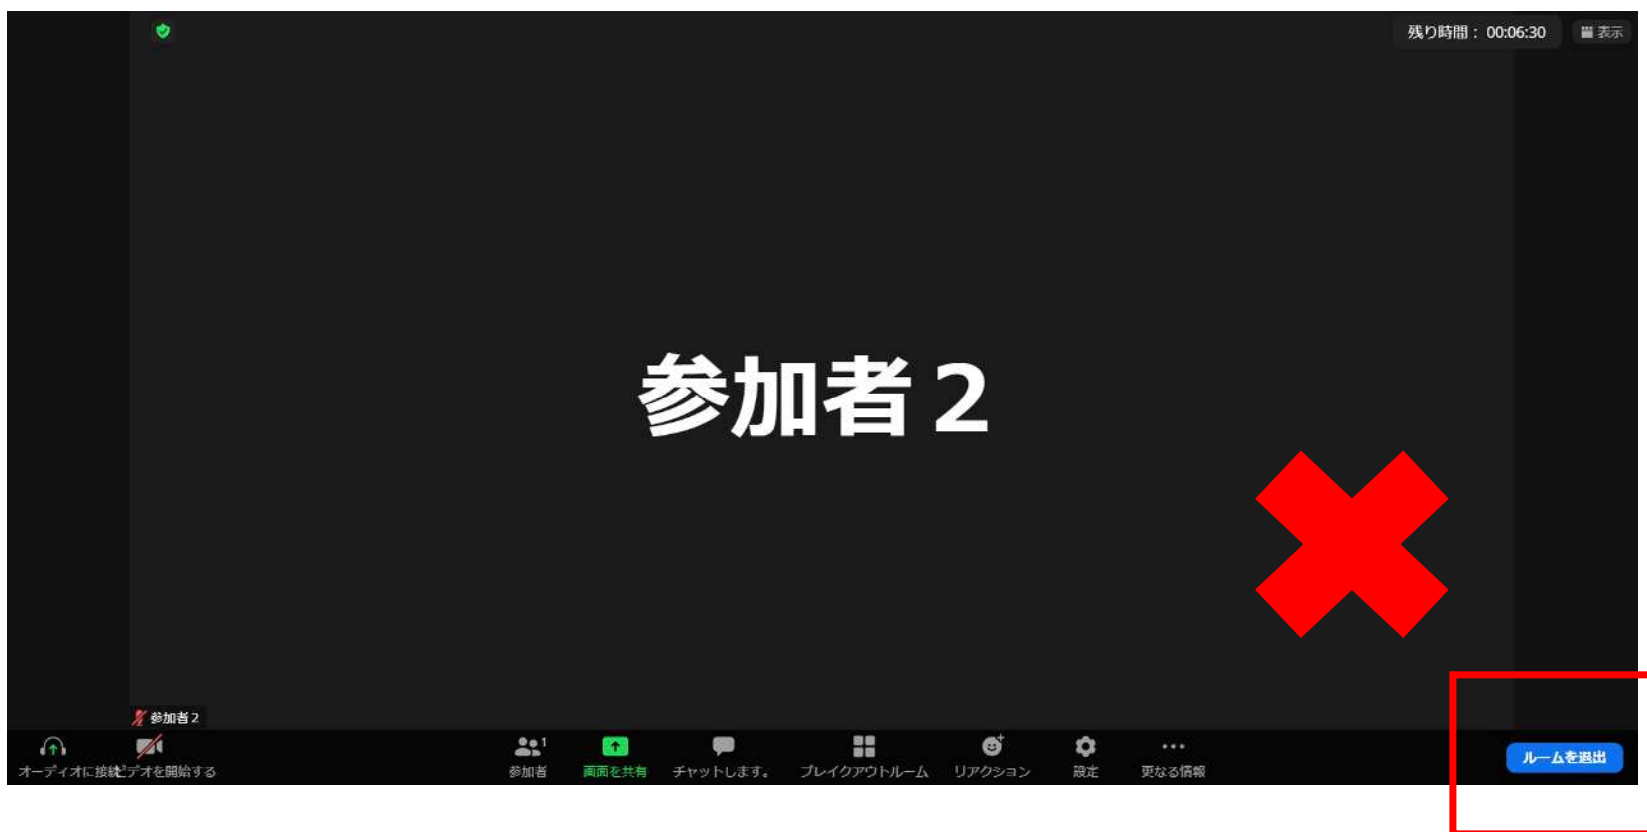 残り時間： 00:06:30
表示
参加者２
参加者２
オーディオに接続
ビデオを開始する
1
参加者
画面を共有
チャットします。
ブレイクアウトルーム
リアクション
設定
更なる情報
ルームを退出